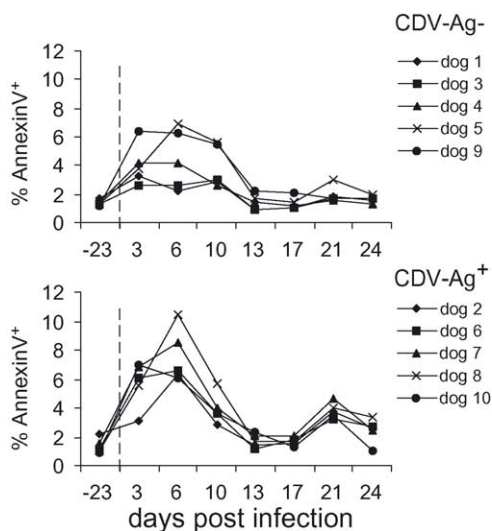 CDV-Ag-
12
10
8
6
4
2
0
% AnnexinV+
dog 1
dog 3
dog 4
dog 5
dog 9
-23 3 6 10 13 17 21 24
CDV-Ag+
12
10
8
6
4
2
0
% AnnexinV+
dog 2
dog 6
dog 7
dog 8
dog 10
-23 3 6 10 13 17 21 24
days post infection